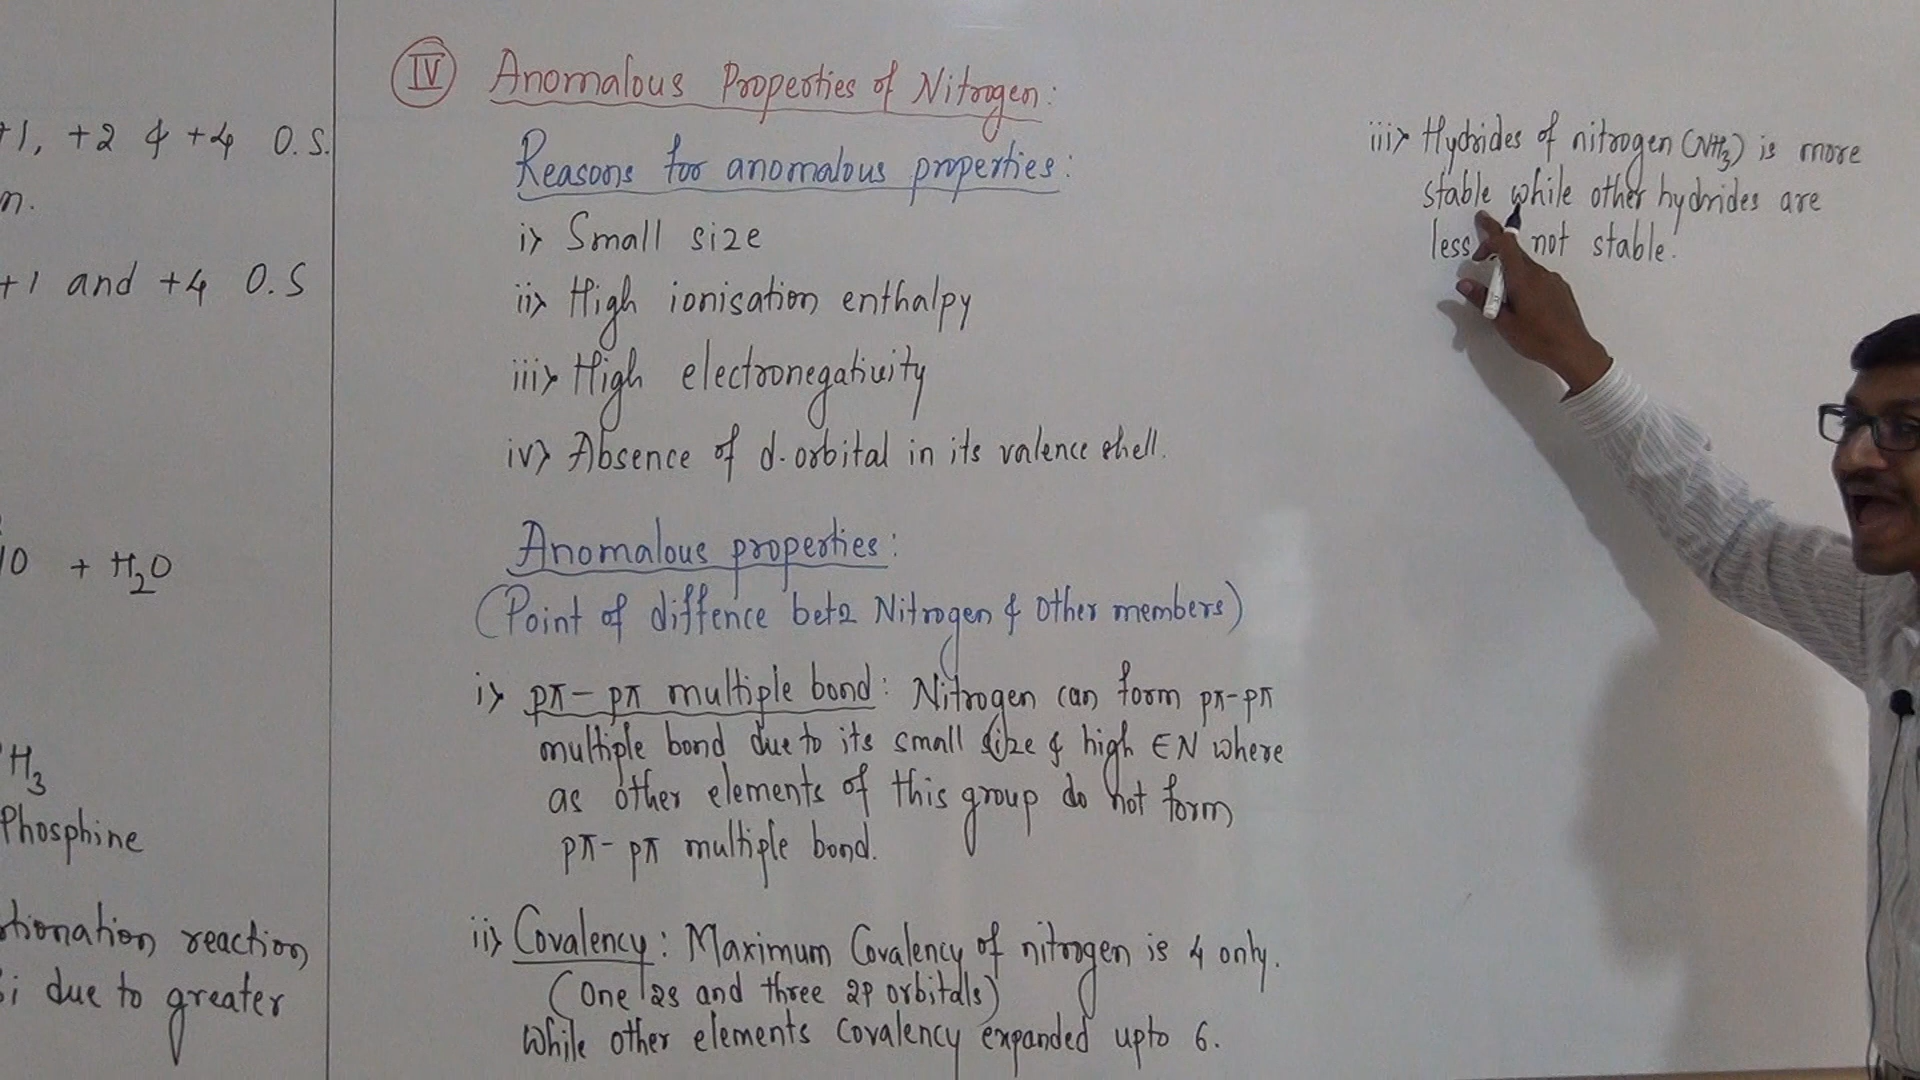 +1, +2 & +4 O.S.
n.
+1 and +4 O.S
+ H2O
H3
Phosphine
tionation reaction
due to greater
IV Anomalous Properties of Nitrogen:
Reasons for anomalous properties:
i> Small size
ii> High ionisation enthalpy
iii> High electronegativity
iv> Absence of d-orbital in its valence shell.
Anomalous properties:
(Point of diffence bet2 Nitrogen & Other members)
i> pπ-pπ multiple bond: Nitrogen can form pπ-pπ
multiple bond due to its small size & high EN where
as other elements of this group do not form
pπ-pπ multiple bond.
ii> Covalency: Maximum Covalency of nitrogen is 4 only.
(One 2s and three 2p orbitals)
While other elements covalency expanded upto 6.
iii> Hydrides of nitrogen (NH3) is more
stable while other hydrides are
less not stable.